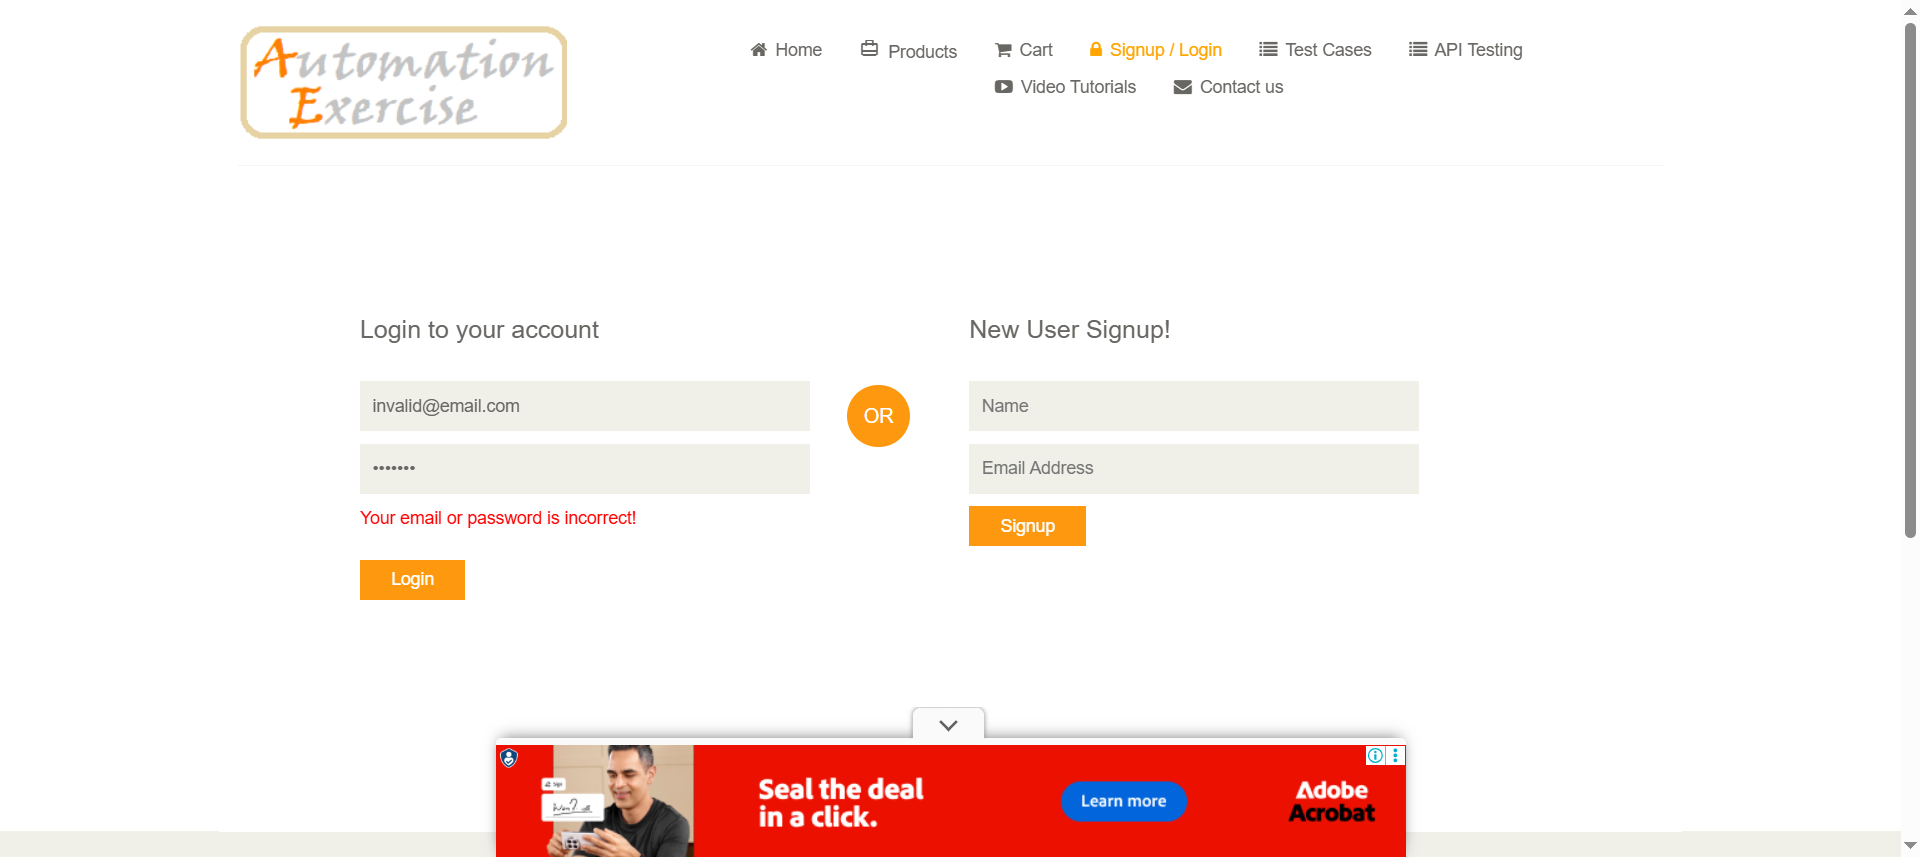 Automation
Exercise
Home
Products
Cart
Signup / Login
Test Cases
API Testing
Video Tutorials
Contact us
Login to your account
invalid@email.com
•••••••
Your email or password is incorrect!
Login
OR
New User Signup!
Name
Email Address
Signup
Sign
Seal the deal
in a click.
Learn more
Adobe
Acrobat